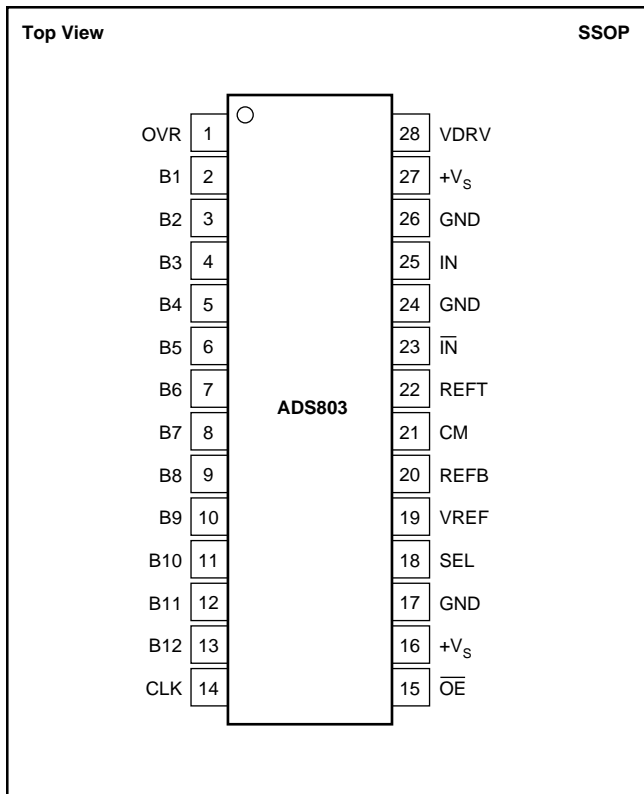 Top View SSOP
OVR 1 28 VDRV
B1 2 27 +VS
B2 3 26 GND
B3 4 25 IN
B4 5 24 GND
B5 6 23 I̅N̅
B6 7 22 REFT
ADS803
B7 8 21 CM
B8 9 20 REFB
B9 10 19 VREF
B10 11 18 SEL
B11 12 17 GND
B12 13 16 +VS
CLK 14 15 O̅E̅